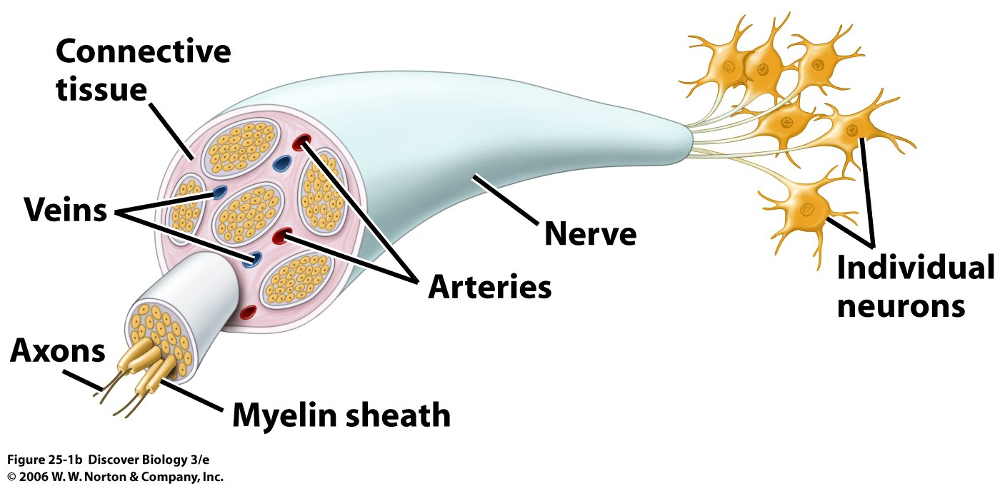 Connective
tissue
Veins
Nerve
Arteries
Individual
neurons
Axons
Myelin sheath
Figure 25-1b Discover Biology 3/e
© 2006 W. W. Norton & Company, Inc.